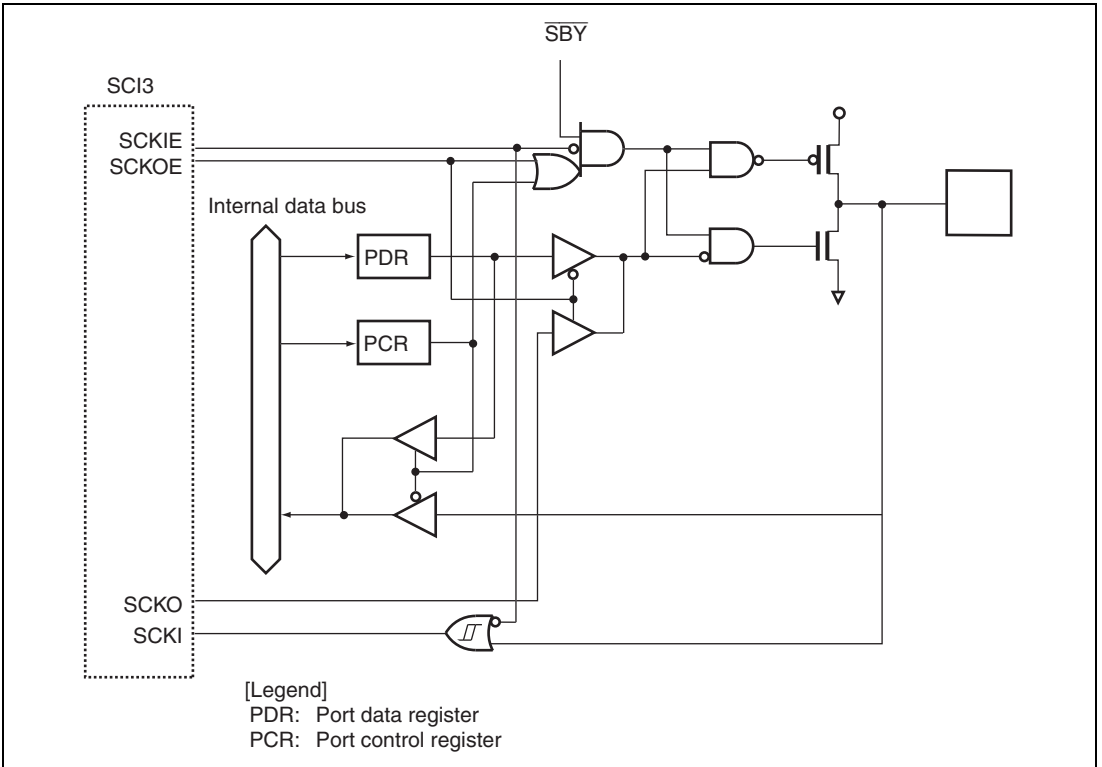 SBY
SCI3
SCKIE
SCKOE
Internal data bus
PDR
PCR
SCKO
SCKI
[Legend]
PDR: Port data register
PCR: Port control register